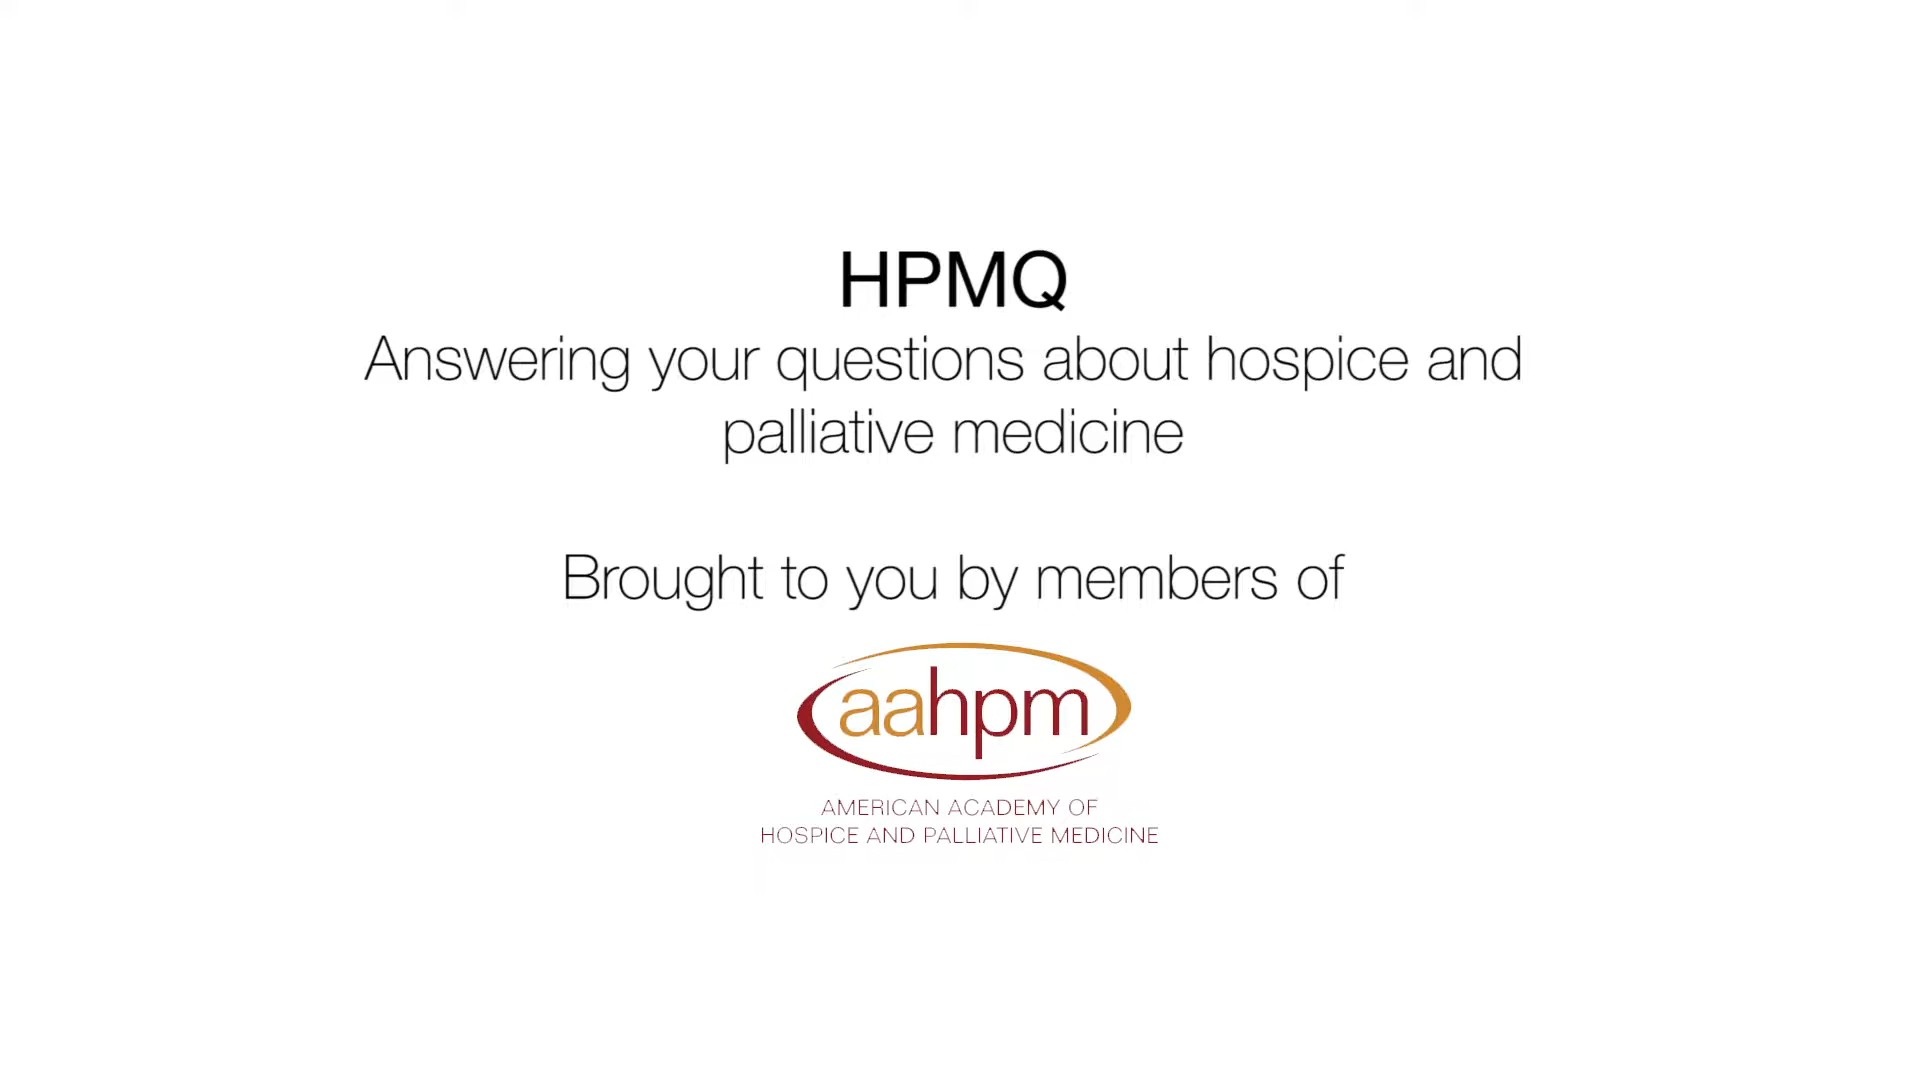 HPMQ
Answering your questions about hospice and
palliative medicine
Brought to you by members of
aahpm
AMERICAN ACADEMY OF
HOSPICE AND PALLIATIVE MEDICINE